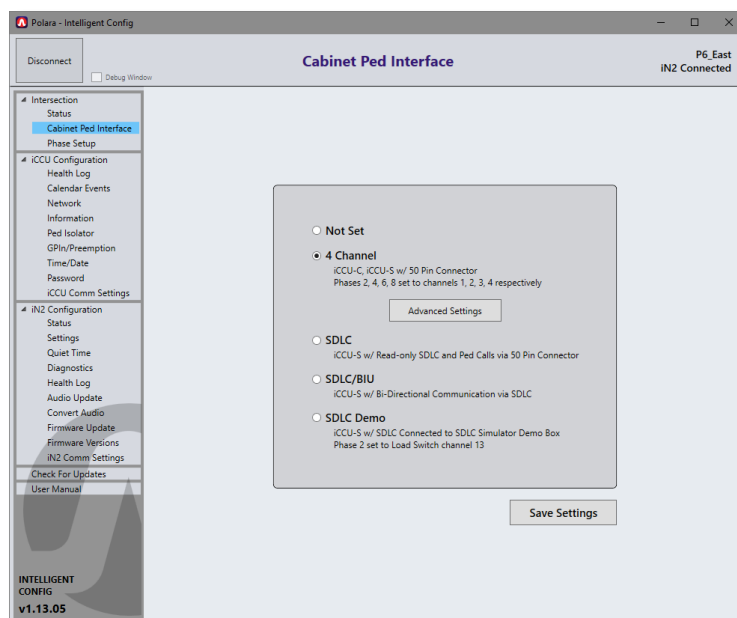 Polara - Intelligent Config
Disconnect
Debug Window
Cabinet Ped Interface
P6_East
iN2 Connected
Intersection
Status
Cabinet Ped Interface
Phase Setup
iCCU Configuration
Health Log
Calendar Events
Network
Information
Ped Isolator
GPIn/Preemption
Time/Date
Password
iCCU Comm Settings
iN2 Configuration
Status
Settings
Quiet Time
Diagnostics
Health Log
Audio Update
Convert Audio
Firmware Update
Firmware Versions
iN2 Comm Settings
Check For Updates
User Manual
INTELLIGENT
CONFIG
v1.13.05
Not Set
4 Channel
iCCU-C, iCCU-S w/ 50 Pin Connector
Phases 2, 4, 6, 8 set to channels 1, 2, 3, 4 respectively
Advanced Settings
SDLC
iCCU-S w/ Read-only SDLC and Ped Calls via 50 Pin Connector
SDLC/BIU
iCCU-S w/ Bi-Directional Communication via SDLC
SDLC Demo
iCCU-S w/ SDLC Connected to SDLC Simulator Demo Box
Phase 2 set to Load Switch channel 13
Save Settings